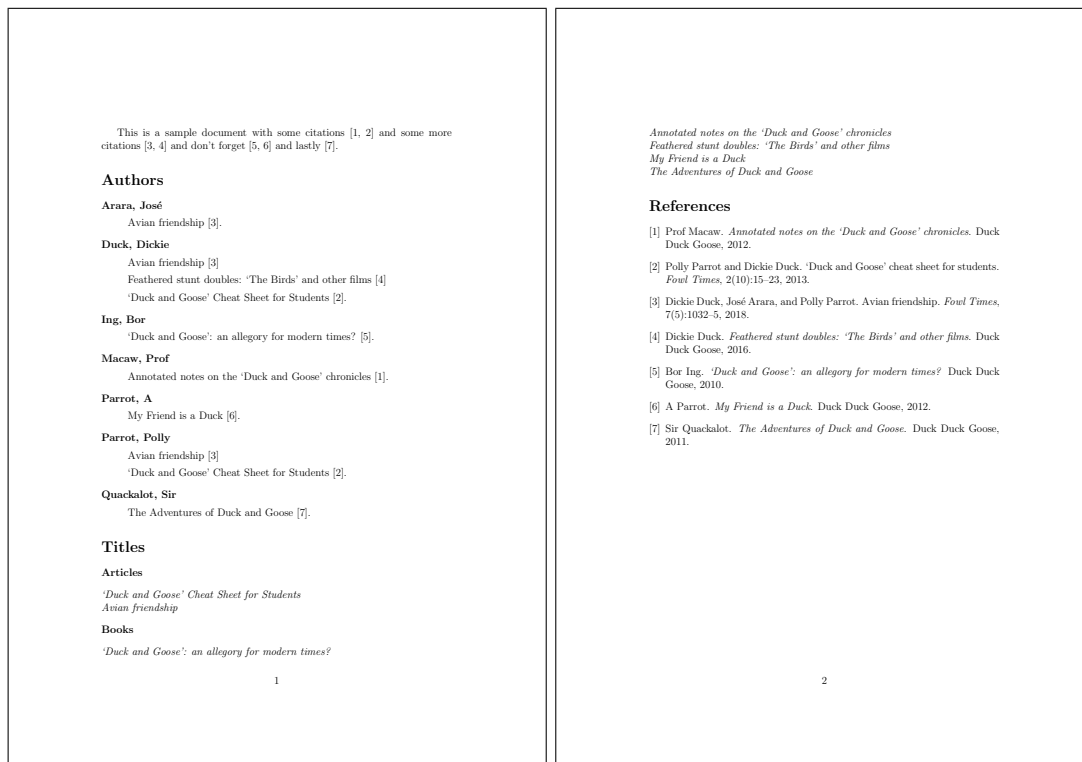 This is a sample document with some citations [1, 2] and some more
citations [3, 4] and don't forget [5, 6] and lastly [7].
Authors
Arara, José
Avian friendship [3].
Duck, Dickie
Avian friendship [3]
Feathered stunt doubles: ‘The Birds’ and other films [4]
‘Duck and Goose’ Cheat Sheet for Students [2].
Ing, Bor
‘Duck and Goose’: an allegory for modern times? [5].
Macaw, Prof
Annotated notes on the ‘Duck and Goose’ chronicles [1].
Parrot, A
My Friend is a Duck [6].
Parrot, Polly
Avian friendship [3]
‘Duck and Goose’ Cheat Sheet for Students [2].
Quackalot, Sir
The Adventures of Duck and Goose [7].
Titles
Articles
‘Duck and Goose’ Cheat Sheet for Students
Avian friendship
Books
‘Duck and Goose’: an allegory for modern times?
1
Annotated notes on the ‘Duck and Goose’ chronicles
Feathered stunt doubles: ‘The Birds’ and other films
My Friend is a Duck
The Adventures of Duck and Goose
References
[1] Prof Macaw. Annotated notes on the ‘Duck and Goose’ chronicles. Duck
Duck Goose, 2012.
[2] Polly Parrot and Dickie Duck. ‘Duck and Goose’ cheat sheet for students.
Fowl Times, 2(10):15–23, 2013.
[3] Dickie Duck, José Arara, and Polly Parrot. Avian friendship. Fowl Times,
7(5):1032–5, 2018.
[4] Dickie Duck. Feathered stunt doubles: ‘The Birds’ and other films. Duck
Duck Goose, 2016.
[5] Bor Ing. ‘Duck and Goose’: an allegory for modern times? Duck Duck
Goose, 2010.
[6] A Parrot. My Friend is a Duck. Duck Duck Goose, 2012.
[7] Sir Quackalot. The Adventures of Duck and Goose. Duck Duck Goose,
2011.
2